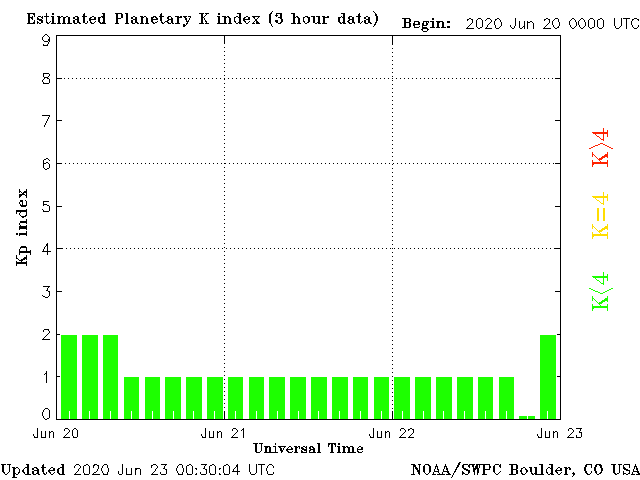 Estimated Planetary K index (3 hour data) Begin: 2020 Jun 20 0000 UTC
9
8
7
6
5
4
3
2
1
0
Kp index
K>4
K=4
K<4
Jun 20 Jun 21 Jun 22 Jun 23
Universal Time
Updated 2020 Jun 23 00:30:04 UTC NOAA/SWPC Boulder, CO USA